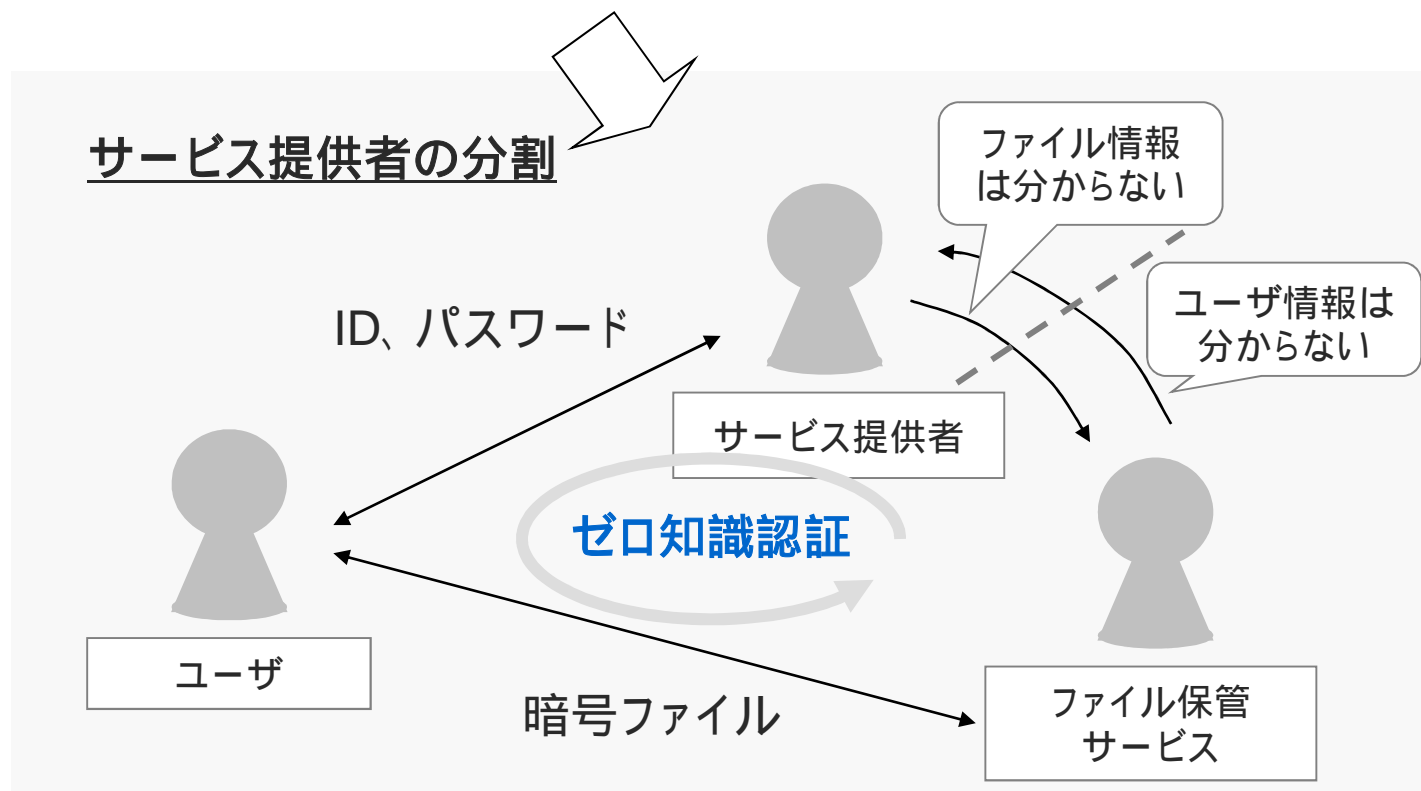 サービス提供者の分割
ファイル情報
は分からない
ユーザ情報は
分からない
ID、パスワード
サービス提供者
ゼロ知識認証
ユーザ
暗号ファイル
ファイル保管
サービス